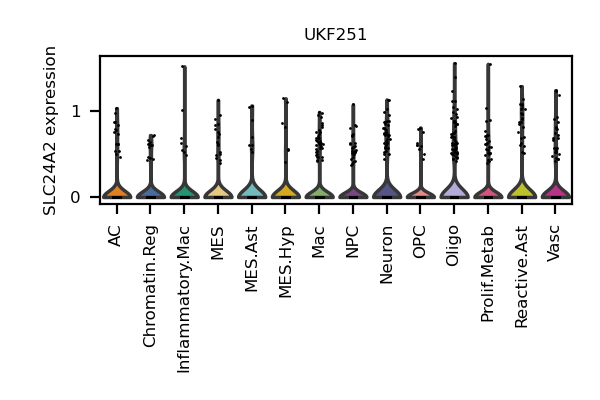 UKF251
SLC24A2 expression
1
0
AC
Chromatin.Reg
Inflammatory.Mac
MES
MES.Ast
MES.Hyp
Mac
NPC
Neuron
OPC
Oligo
Prolif.Metab
Reactive.Ast
Vasc